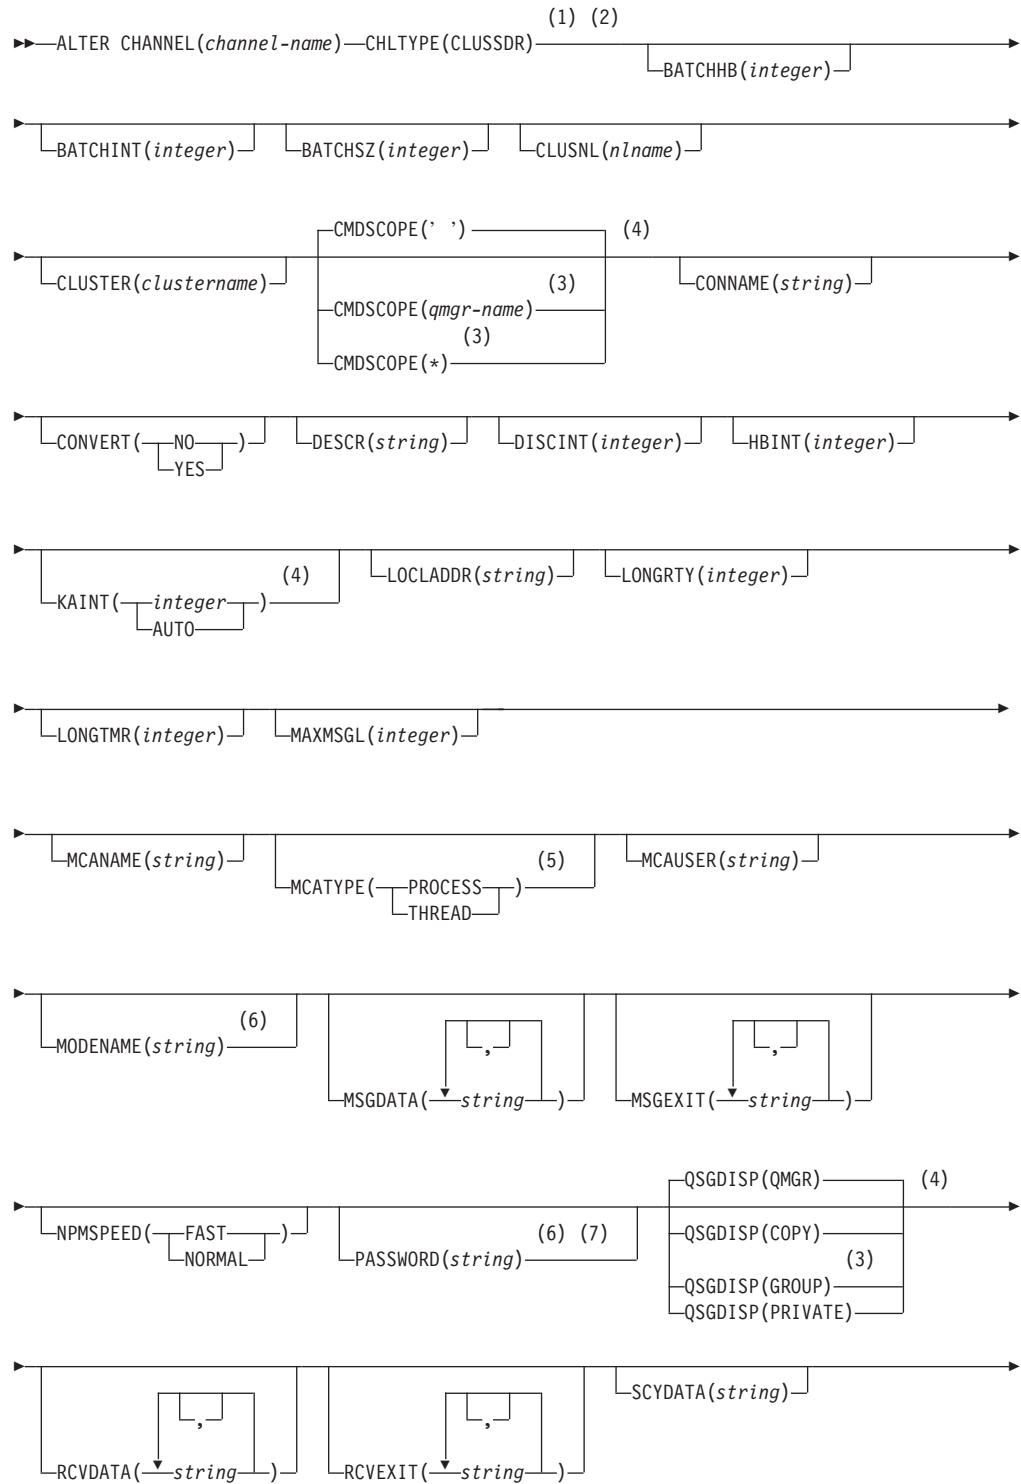 (1) (2)
ALTER CHANNEL(channel-name) CHLTYPE(CLUSSDR)
BATCHHB(integer)
BATCHINT(integer) BATCHSZ(integer) CLUSNL(nlname)
CMDSCOPE(' ') (4)
CLUSTER(clustername) (3) CONNAME(string)
CMDSCOPE(qmgr-name)
(3)
CMDSCOPE(*)
CONVERT( NO ) DESCR(string) DISCINT(integer) HBINT(integer)
YES
(4) LOCLADDR(string) LONGRTY(integer)
KAINT( integer )
AUTO
LONGTMR(integer) MAXMSGL(integer)
MCANAME(string) (5) MCAUSER(string)
MCATYPE( PROCESS )
THREAD
(6)
MODENAME(string) , ,
MSGDATA( string ) MSGEXIT( string )
QSGDISP(QMGR) (4)
NPMSPEED( FAST ) (6) (7) QSGDISP(COPY)
NORMAL PASSWORD(string) (3)
QSGDISP(GROUP)
QSGDISP(PRIVATE)
SCYDATA(string)
, ,
RCVDATA( string ) RCVEXIT( string )